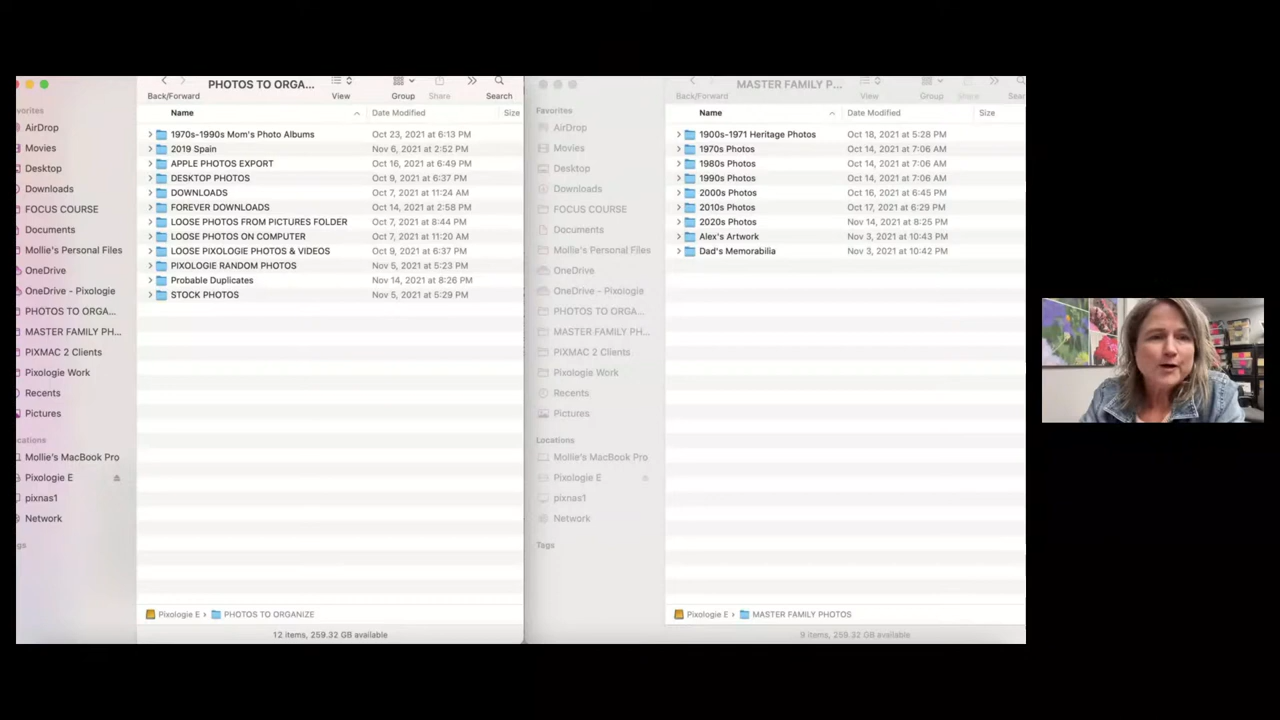 PHOTOS TO ORGA...
Back/Forward View Group Share Search
Name Date Modified Size
1970s-1990s Mom's Photo Albums Oct 23, 2021 at 6:13 PM
2019 Spain Nov 6, 2021 at 2:52 PM
APPLE PHOTOS EXPORT Oct 16, 2021 at 6:49 PM
DESKTOP PHOTOS Oct 9, 2021 at 6:37 PM
DOWNLOADS Oct 7, 2021 at 11:24 AM
FOREVER DOWNLOADS Oct 14, 2021 at 2:58 PM
LOOSE PHOTOS FROM PICTURES FOLDER Oct 7, 2021 at 8:44 PM
LOOSE PHOTOS ON COMPUTER Oct 7, 2021 at 11:20 AM
LOOSE PIXOLOGIE PHOTOS & VIDEOS Oct 9, 2021 at 6:37 PM
PIXOLOGIE RANDOM PHOTOS Nov 5, 2021 at 5:23 PM
Probable Duplicates Nov 14, 2021 at 8:26 PM
STOCK PHOTOS Nov 5, 2021 at 5:29 PM
vorites
AirDrop
Movies
Desktop
Downloads
FOCUS COURSE
Documents
Mollie's Personal Files
OneDrive
OneDrive - Pixologie
PHOTOS TO ORGA...
MASTER FAMILY PH...
PIXMAC 2 Clients
Pixologie Work
Recents
Pictures
cations
Mollie's MacBook Pro
Pixologie E
pixnas1
Network
gs
Pixologie E › PHOTOS TO ORGANIZE
12 items, 259.32 GB available
MASTER FAMILY P...
Back/Forward View Group Share Sear
Name Date Modified Size
1900s-1971 Heritage Photos Oct 18, 2021 at 5:28 PM
1970s Photos Oct 14, 2021 at 7:06 AM
1980s Photos Oct 14, 2021 at 7:06 AM
1990s Photos Oct 14, 2021 at 7:06 AM
2000s Photos Oct 16, 2021 at 6:45 PM
2010s Photos Oct 17, 2021 at 6:29 PM
2020s Photos Nov 14, 2021 at 8:25 PM
Alex's Artwork Nov 3, 2021 at 10:43 PM
Dad's Memorabilia Nov 3, 2021 at 10:42 PM
Favorites
AirDrop
Movies
Desktop
Downloads
FOCUS COURSE
Documents
Mollie's Personal Files
OneDrive
OneDrive - Pixologie
PHOTOS TO ORGA...
MASTER FAMILY PH...
PIXMAC 2 Clients
Pixologie Work
Recents
Pictures
Locations
Mollie's MacBook Pro
Pixologie E
pixnas1
Network
Tags
Pixologie E › MASTER FAMILY PHOTOS
9 items, 259.32 GB available